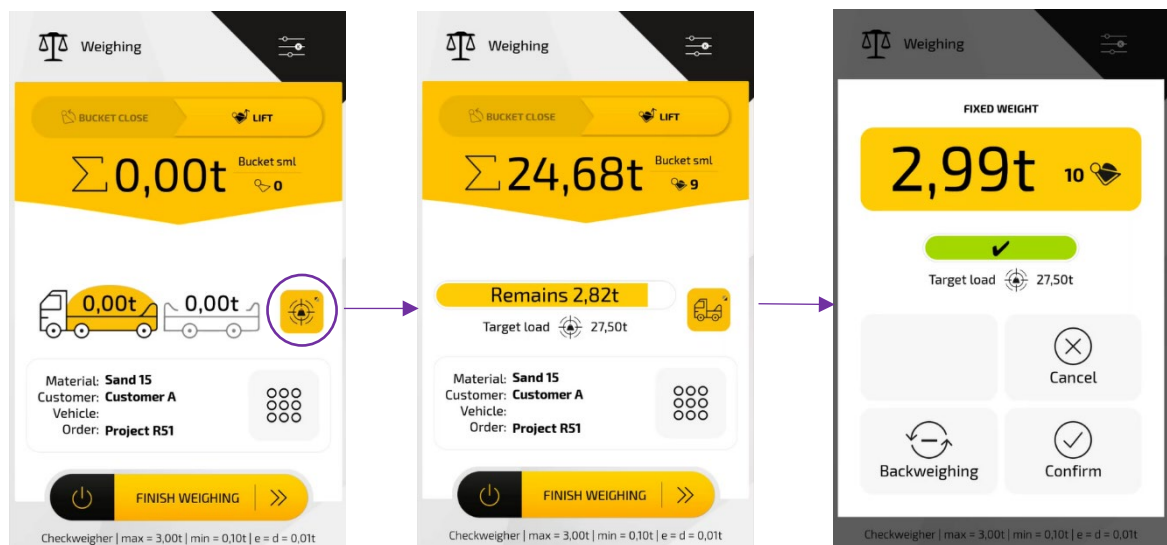 Weighing
BUCKET CLOSE
LIFT
∑ 0,00t
Bucket sml
0
0,00t
0,00t
Material: Sand 15
Customer: Customer A
Vehicle:
Order: Project R51
FINISH WEIGHING
Checkweigher | max = 3,00t | min = 0,10t | e = d = 0,01t
Weighing
BUCKET CLOSE
LIFT
∑ 24,68t
Bucket sml
9
Remains 2,82t
Target load 27,50t
Material: Sand 15
Customer: Customer A
Vehicle:
Order: Project R51
FINISH WEIGHING
Checkweigher | max = 3,00t | min = 0,10t | e = d = 0,01t
Weighing
FIXED WEIGHT
2,99t 10
Target load 27,50t
Cancel
Backweighing
Confirm
Checkweigher | max = 3,00t | min = 0,10t | e = d = 0,01t